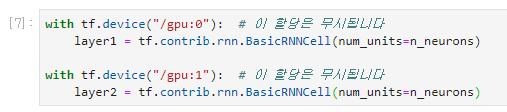 [7]: with tf.device("/gpu:0"):  # 이 할당은 무시됩니다
    layer1 = tf.contrib.rnn.BasicRNNCell(num_units=n_neurons)

with tf.device("/gpu:1"):  # 이 할당은 무시됩니다
    layer2 = tf.contrib.rnn.BasicRNNCell(num_units=n_neurons)